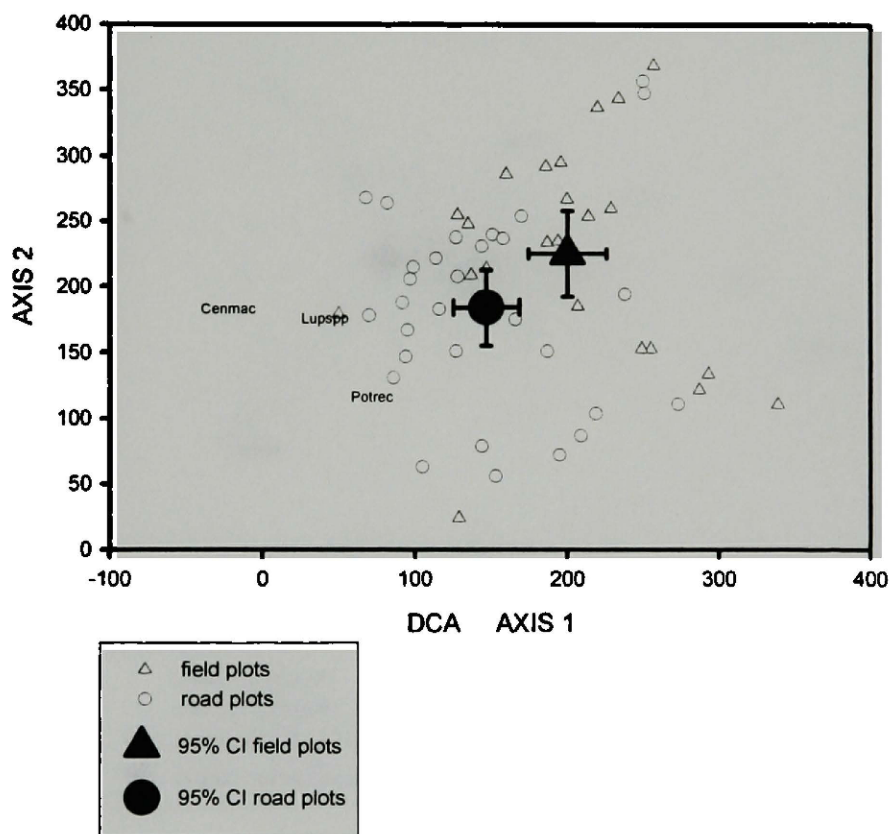 400
350
300
250
200
150
100
50
0
AXIS 2
Cenmac
Lupspp
Potrec
-100 0 100 200 300 400
DCA AXIS 1
field plots
road plots
95% CI field plots
95% CI road plots